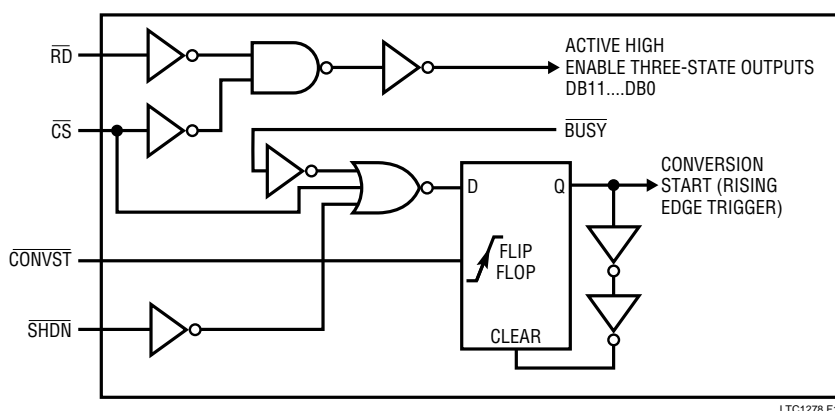 RD
ACTIVE HIGH
ENABLE THREE-STATE OUTPUTS
DB11....DB0
CS
BUSY
CONVERSION
START (RISING
EDGE TRIGGER)
D
Q
CONVST
FLIP
FLOP
SHDN
CLEAR
LTC1278